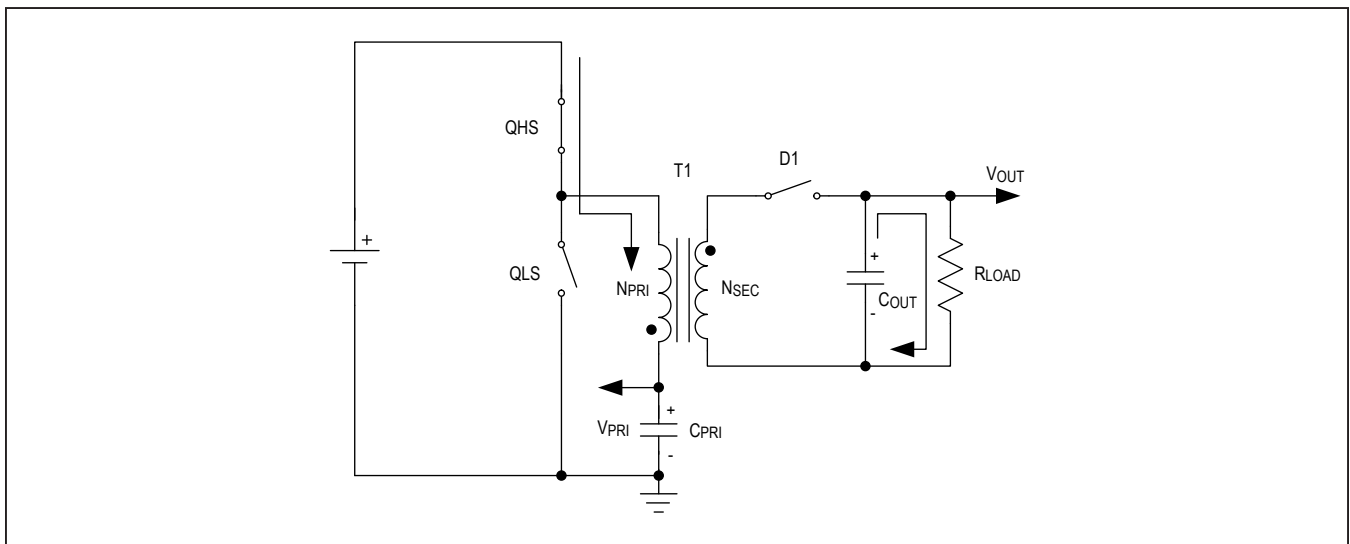 QHS
T1
D1
VOUT
+
QLS
NPRI
NSEC
+
COUT
-
RLOAD
VPRI
+
CPRI
-